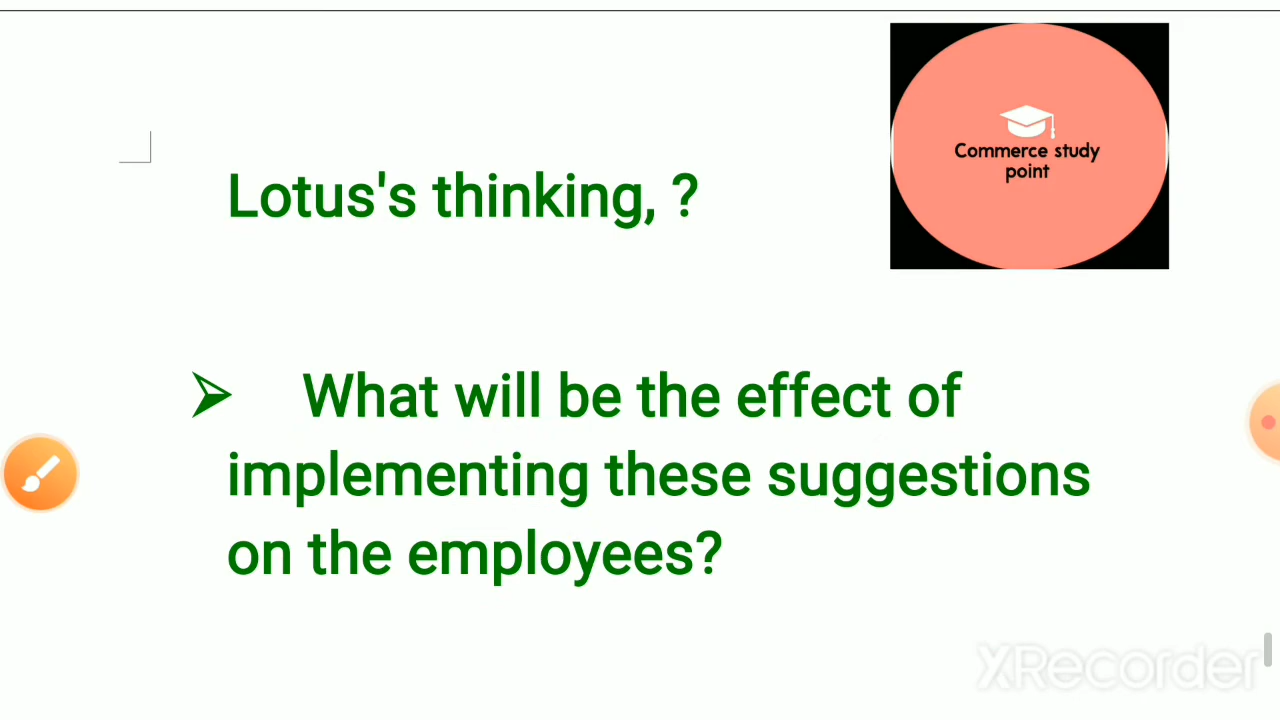 Commerce study
point
Lotus's thinking, ?
What will be the effect of
implementing these suggestions
on the employees?
XRecorder